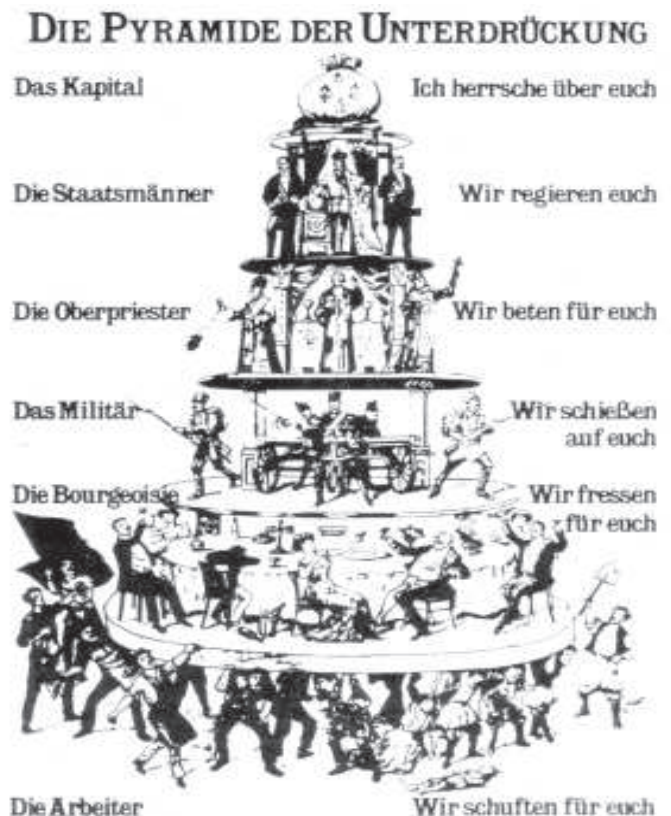 DIE PYRAMIDE DER UNTERDRÜCKUNG
Das Kapital
Ich herrsche über euch
Die Staatsmänner
Wir regieren euch
Die Oberpriester
Wir beten für euch
Das Militär
Wir schießen
auf euch
Die Bourgeoisie
Wir fressen
für euch
Die Arbeiter
Wir schuften für euch